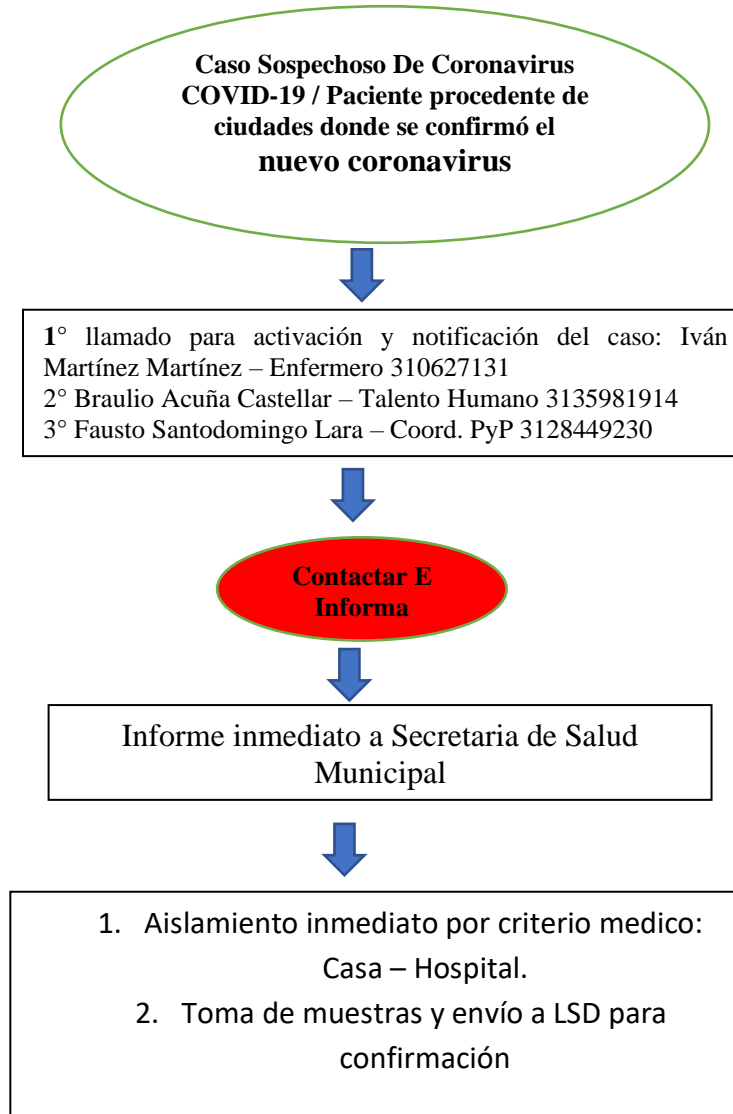 Caso Sospechoso De Coronavirus
COVID-19 / Paciente procedente de
ciudades donde se confirmó el
nuevo coronavirus
1° llamado para activación y notificación del caso: Iván
Martínez Martínez – Enfermero 310627131
2° Braulio Acuña Castellar – Talento Humano 3135981914
3° Fausto Santodomingo Lara – Coord. PyP 3128449230
Contactar E
Informa
Informe inmediato a Secretaria de Salud
Municipal
1. Aislamiento inmediato por criterio medico:
Casa – Hospital.
2. Toma de muestras y envío a LSD para
confirmación